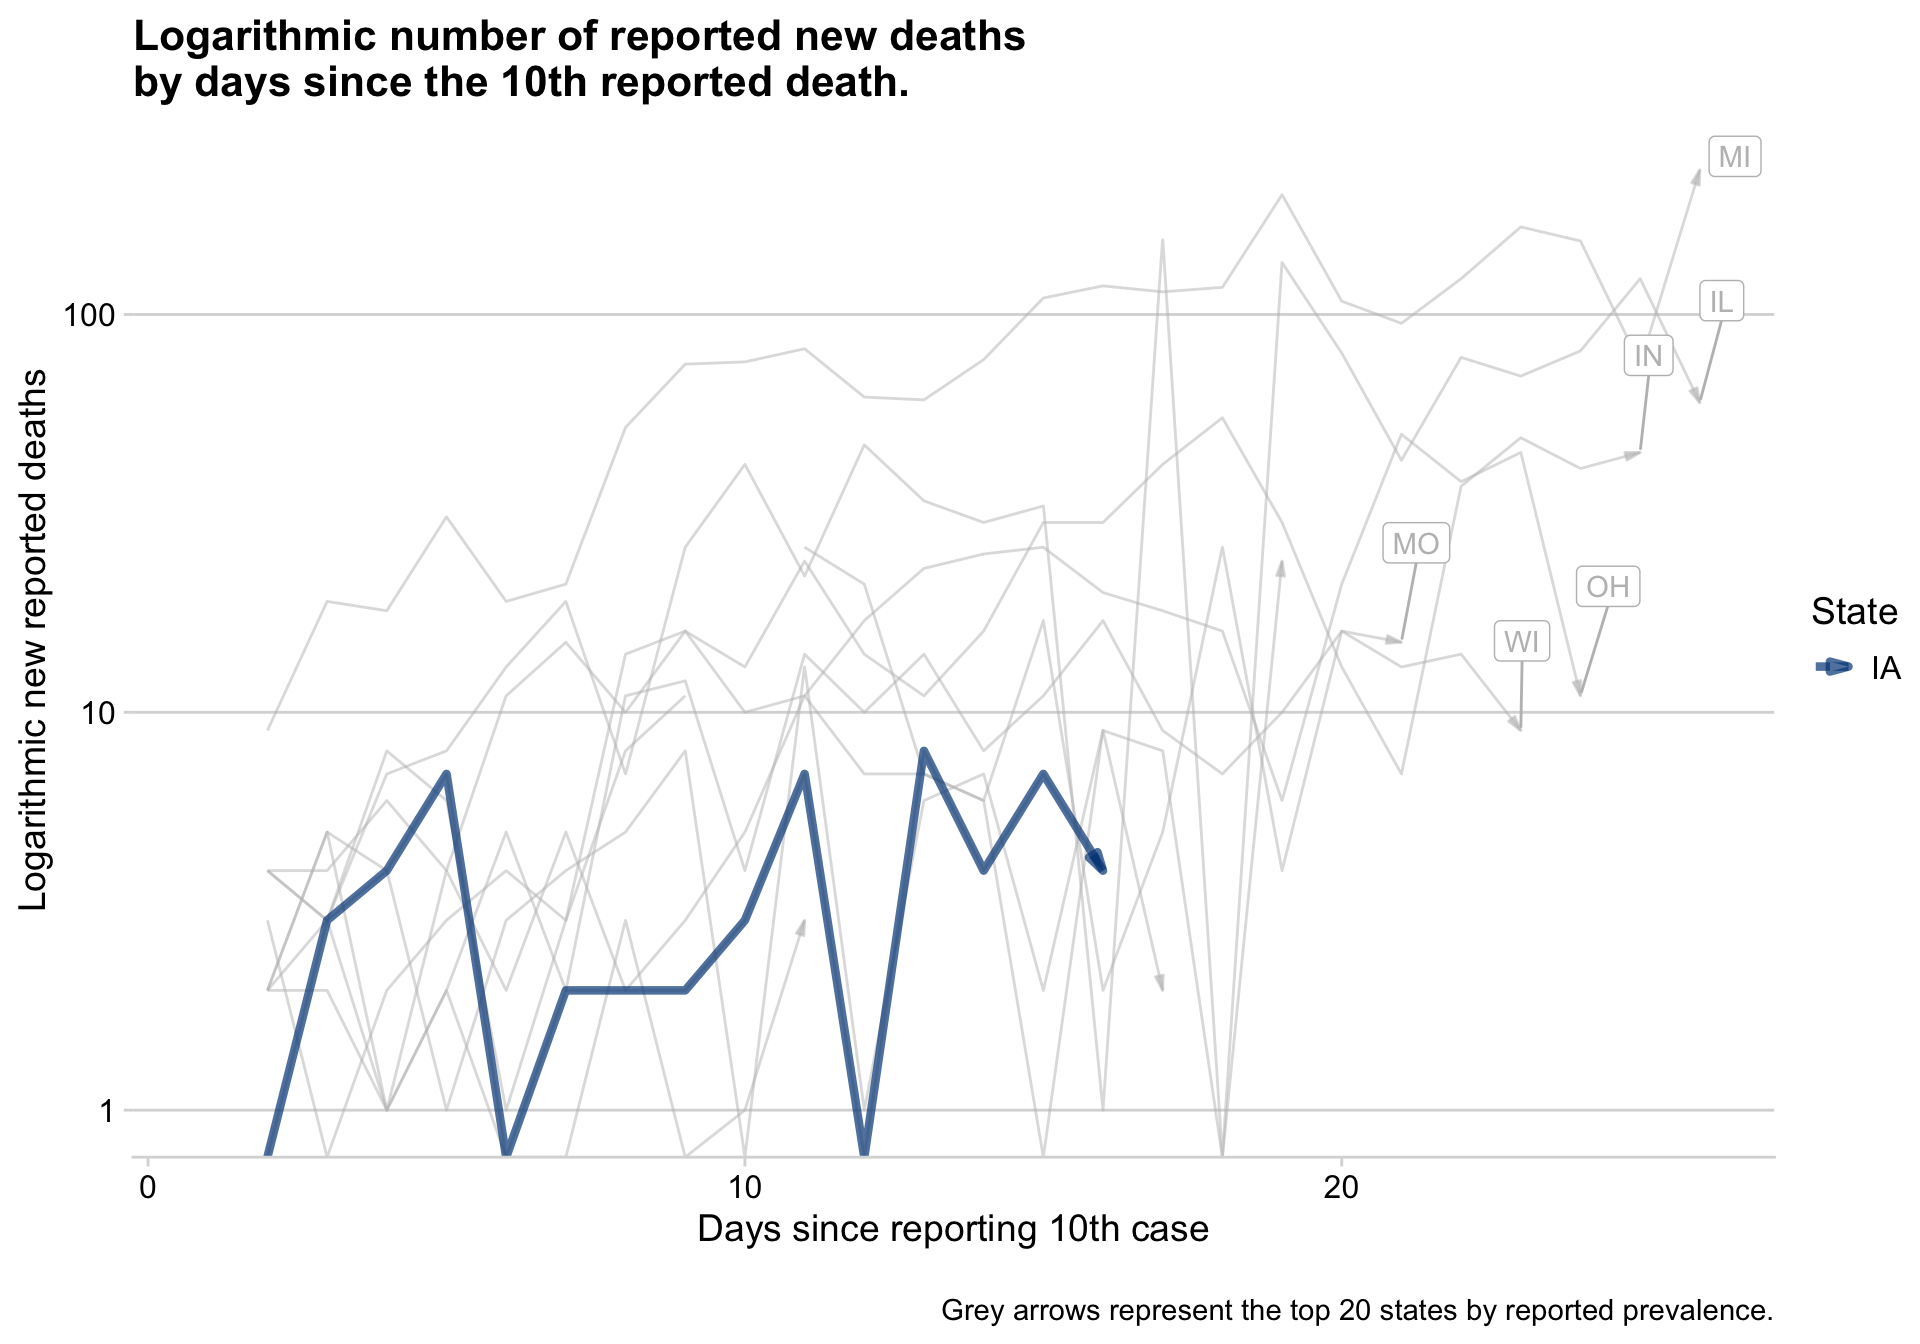 Logarithmic number of reported new deaths
by days since the 10th reported death.
MI
IL
IN
MO
OH
WI
100
10
1
Logarithmic new reported deaths
0
10
20
Days since reporting 10th case
State
IA
Grey arrows represent the top 20 states by reported prevalence.